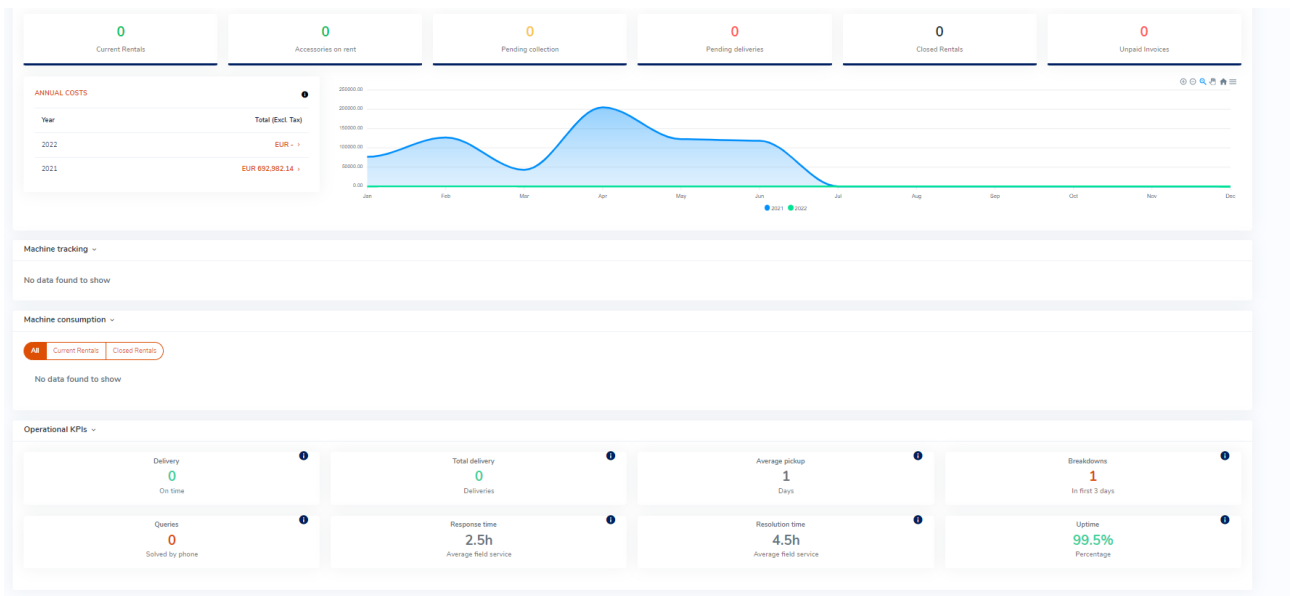 0 0 0 0 0 0
Current Rentals Accessories on rent Pending collection Pending deliveries Closed Rentals Unpaid Invoices
ANNUAL COSTS
Year Total (Excl. Tax)
2022 EUR - ›
2021 EUR 692,982.14 ›
250000.00
200000.00
150000.00
100000.00
50000.00
0.00
Jan Feb Mar Apr May Jun Jul Aug Sep Oct Nov Dec
2021 2022
Machine tracking
No data found to show
Machine consumption
All Current Rentals Closed Rentals
No data found to show
Operational KPIs
Delivery Total delivery Average pickup Breakdowns
0 0 1 1
On time Deliveries Days In first 3 days
Queries Response time Resolution time Uptime
0 2.5h 4.5h 99.5%
Solved by phone Average field service Average field service Percentage